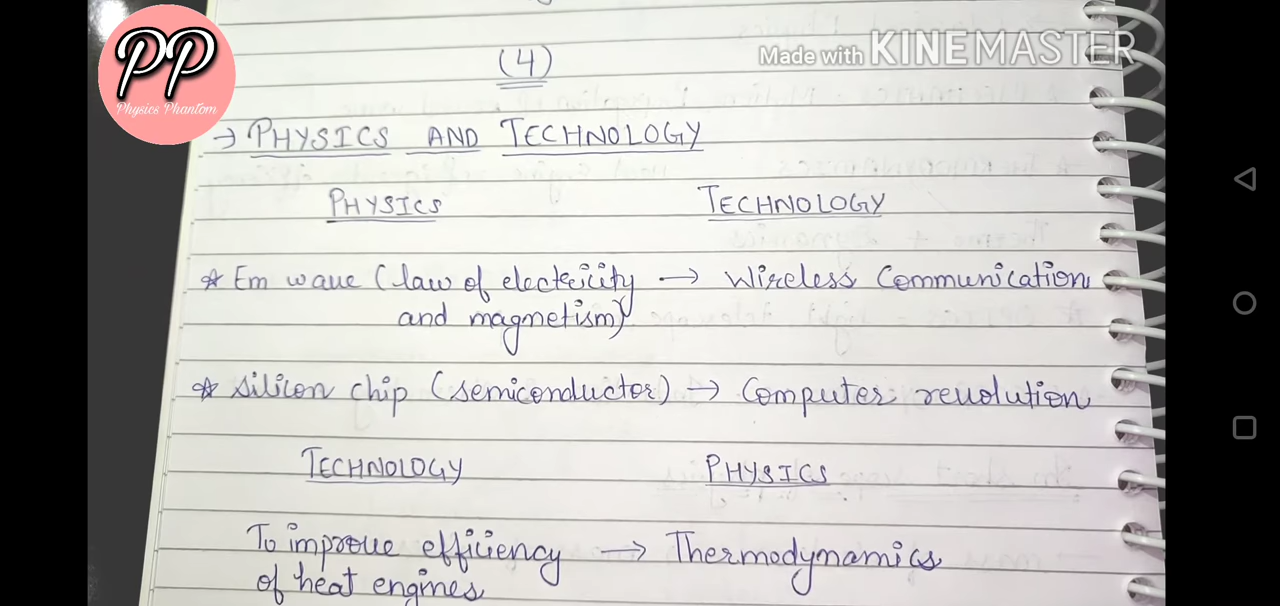 PP
Physics Phantom
Made with KINEMASTER
(4)
→ PHYSICS AND TECHNOLOGY
PHYSICS TECHNOLOGY
* Em wave (law of electricity → Wireless Communication
and magnetism)
* Silicon chip (semiconductor) → Computer revolution
TECHNOLOGY PHYSICS
To improve efficiency → Thermodynamics
of heat engines